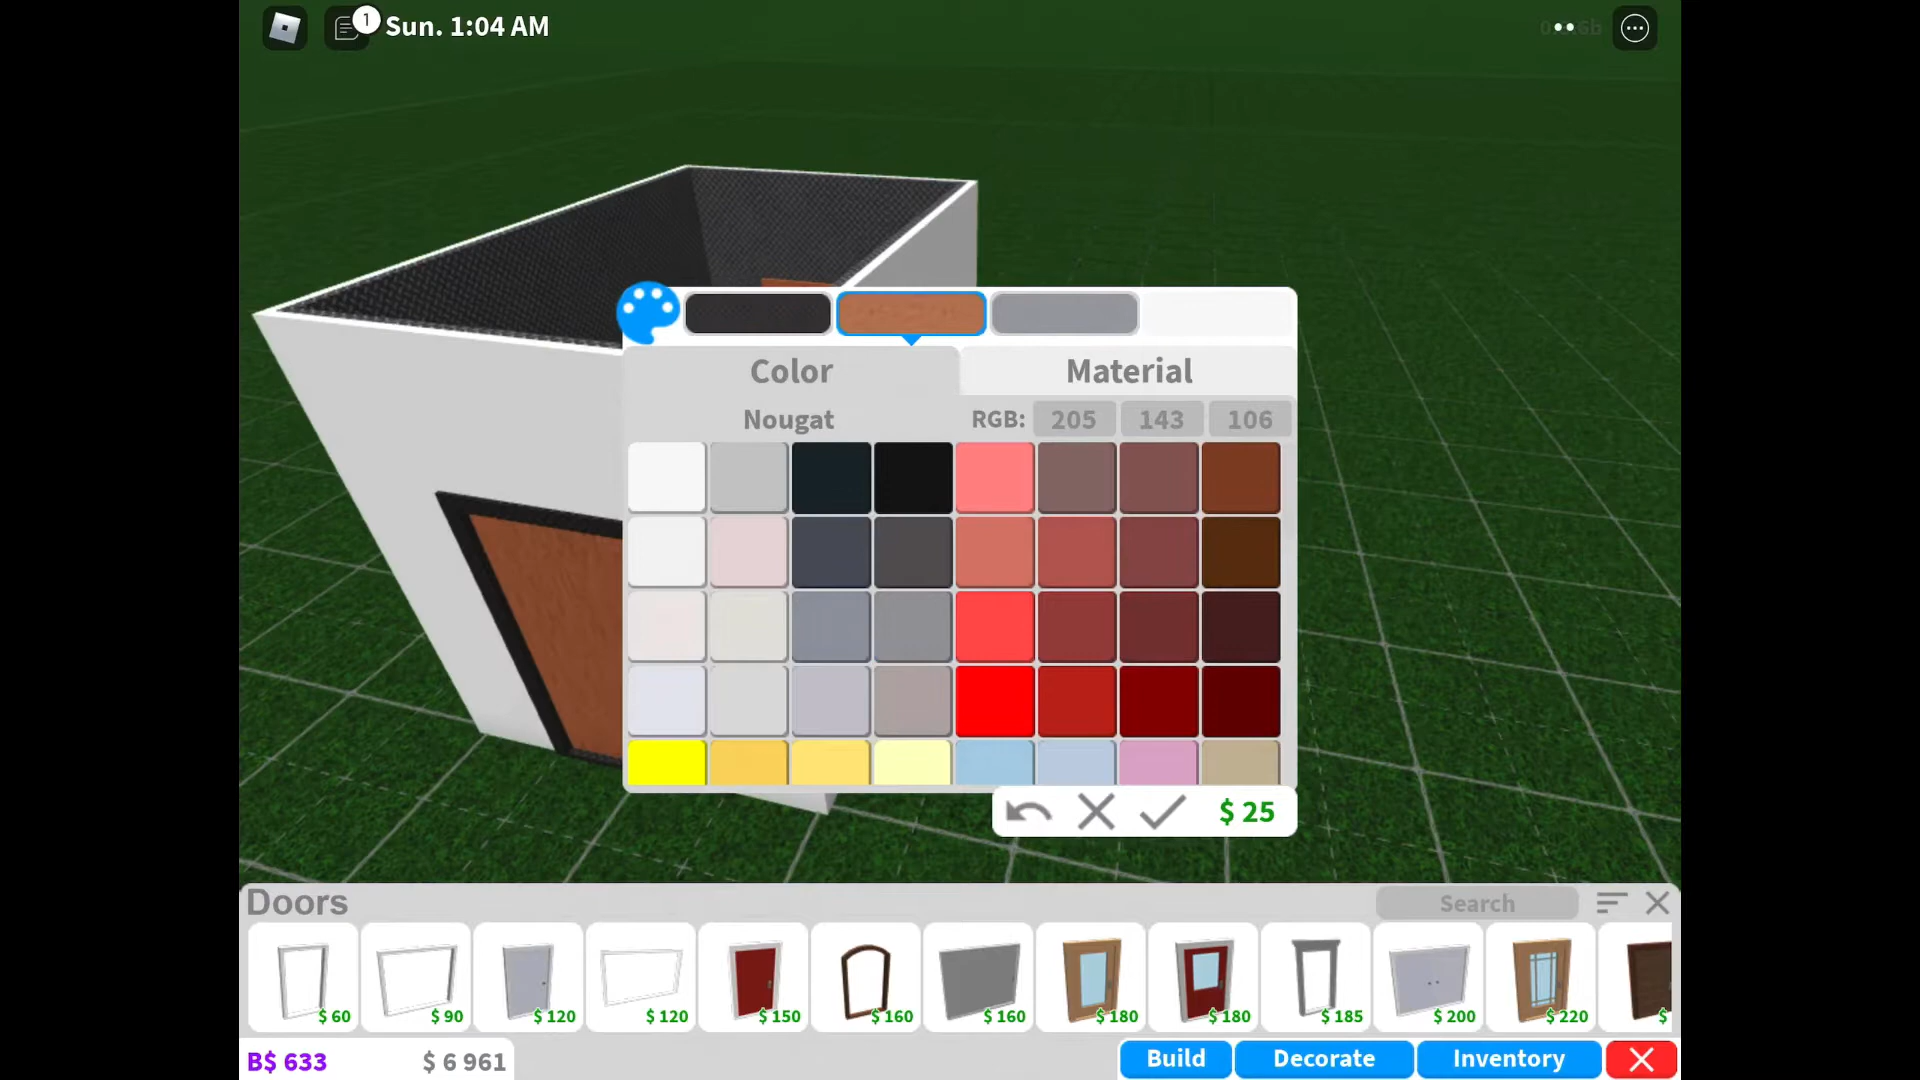 1 Sun. 1:04 AM
Color Material
Nougat RGB: 205 143 106
$ 25
Doors Search
$ 60 $ 90 $ 120 $ 120 $ 150 $ 160 $ 160 $ 180 $ 180 $ 185 $ 200 $ 220 $
B$ 633 $ 6 961 Build Decorate Inventory